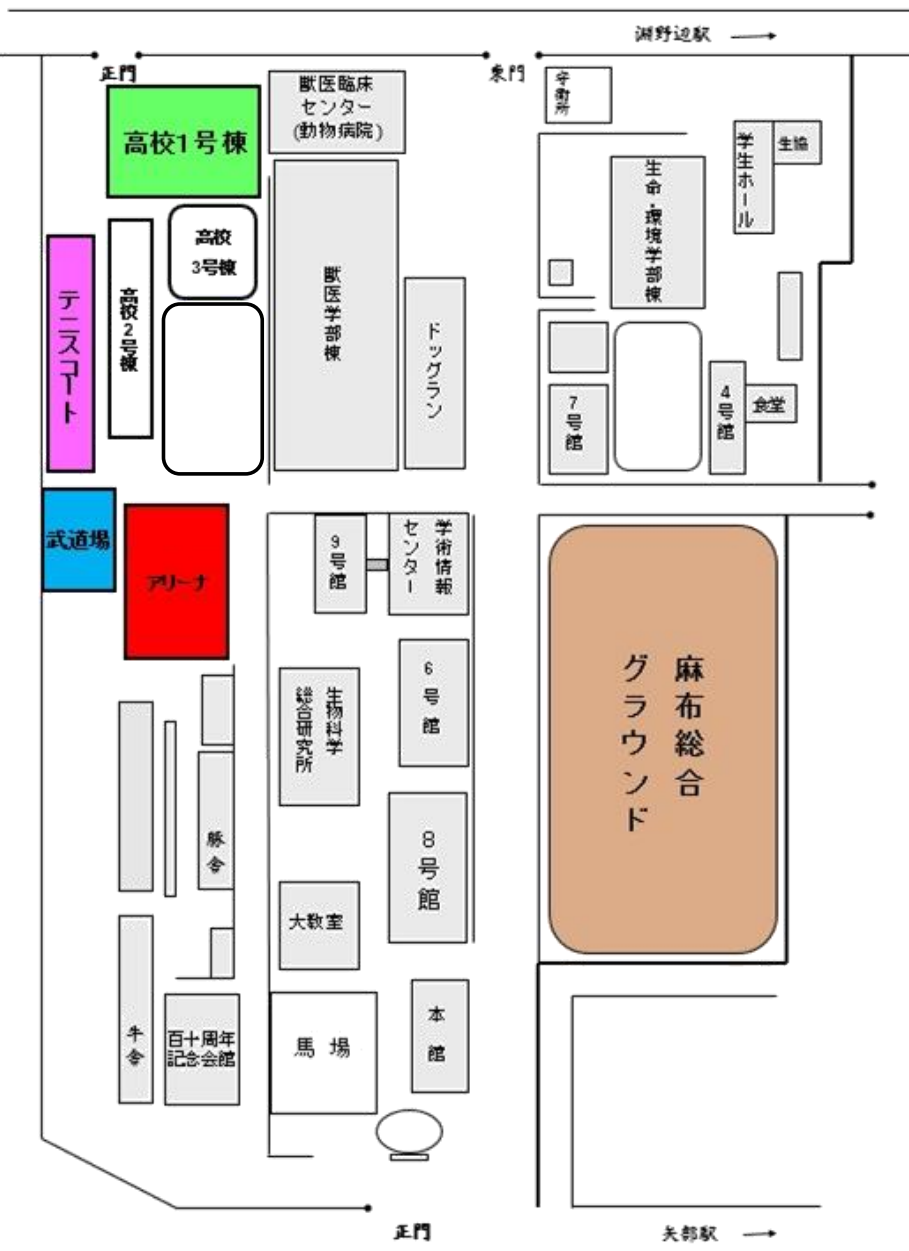 淵野辺駅
正門
東門
高校1号棟
獣医臨床
センター
(動物病院)
守衛所
学生ホール
生協
生命・環境学部棟
高校
3号棟
テニスコート
高校2号棟
獣医学部棟
ドッグラン
7号館
4号館
食堂
武道場
アリーナ
9号館
学術情報
センター
6号館
生物科学
総合研究所
麻布総合
グラウンド
豚舎
8号館
大教室
牛舎
百十周年
記念会館
馬場
本館
正門
矢部駅